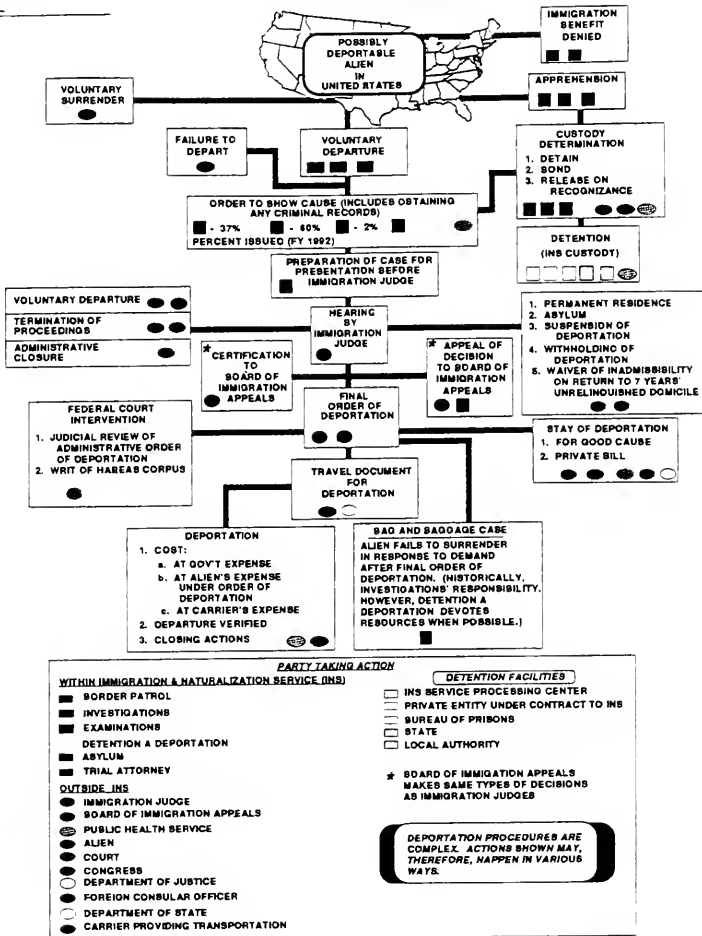 POSSIBLY
DEPORTABLE
ALIEN
IN
UNITED STATES
IMMIGRATION
BENEFIT
DENIED
VOLUNTARY
SURRENDER
APPREHENSION
FAILURE TO
DEPART
VOLUNTARY
DEPARTURE
CUSTODY
DETERMINATION
1. DETAIN
2. BOND
3. RELEASE ON
RECOGNIZANCE
ORDER TO SHOW CAUSE (INCLUDES OBTAINING
ANY CRIMINAL RECORDS)
- 37% - 60% - 2%
PERCENT ISSUED (FY 1992)
DETENTION
(INS CUSTODY)
PREPARATION OF CASE FOR
PRESENTATION BEFORE
IMMIGRATION JUDGE
VOLUNTARY DEPARTURE
TERMINATION OF
PROCEEDINGS
ADMINISTRATIVE
CLOSURE
HEARING
BY
IMMIGRATION
JUDGE
1. PERMANENT RESIDENCE
2. ASYLUM
3. SUSPENSION OF
DEPORTATION
4. WITHHOLDING OF
DEPORTATION
5. WAIVER OF INADMISSIBILITY
ON RETURN TO 7 YEARS'
UNRELINQUISHED DOMICILE
* CERTIFICATION
TO
BOARD OF
IMMIGRATION
APPEALS
* APPEAL OF
DECISION
TO BOARD OF
IMMIGRATION
APPEALS
FEDERAL COURT
INTERVENTION
1. JUDICIAL REVIEW OF
ADMINISTRATIVE ORDER
OF DEPORTATION
2. WRIT OF HABEAS CORPUS
FINAL
ORDER OF
DEPORTATION
STAY OF DEPORTATION
1. FOR GOOD CAUSE
2. PRIVATE BILL
TRAVEL DOCUMENT
FOR
DEPORTATION
DEPORTATION
1. COST:
a. AT GOV'T EXPENSE
b. AT ALIEN'S EXPENSE
UNDER ORDER OF
DEPORTATION
c. AT CARRIER'S EXPENSE
2. DEPARTURE VERIFIED
3. CLOSING ACTIONS
BAG AND BAGGAGE CASE
ALIEN FAILS TO SURRENDER
IN RESPONSE TO DEMAND
AFTER FINAL ORDER OF
DEPORTATION. (HISTORICALLY,
INVESTIGATIONS' RESPONSIBILITY.
HOWEVER, DETENTION &
DEPORTATION DEVOTES
RESOURCES WHEN POSSIBLE.)
PARTY TAKING ACTION
WITHIN IMMIGRATION & NATURALIZATION SERVICE (INS)
BORDER PATROL
INVESTIGATIONS
EXAMINATIONS
DETENTION & DEPORTATION
ASYLUM
TRIAL ATTORNEY
OUTSIDE INS
IMMIGRATION JUDGE
BOARD OF IMMIGRATION APPEALS
PUBLIC HEALTH SERVICE
ALIEN
COURT
CONGRESS
DEPARTMENT OF JUSTICE
FOREIGN CONSULAR OFFICER
DEPARTMENT OF STATE
CARRIER PROVIDING TRANSPORTATION
DETENTION FACILITIES
INS SERVICE PROCESSING CENTER
PRIVATE ENTITY UNDER CONTRACT TO INS
BUREAU OF PRISONS
STATE
LOCAL AUTHORITY
* BOARD OF IMMIGATION APPEALS
MAKES SAME TYPES OF DECISIONS
AS IMMIGRATION JUDGES
DEPORTATION PROCEDURES ARE
COMPLEX. ACTIONS SHOWN MAY,
THEREFORE, HAPPEN IN VARIOUS
WAYS.